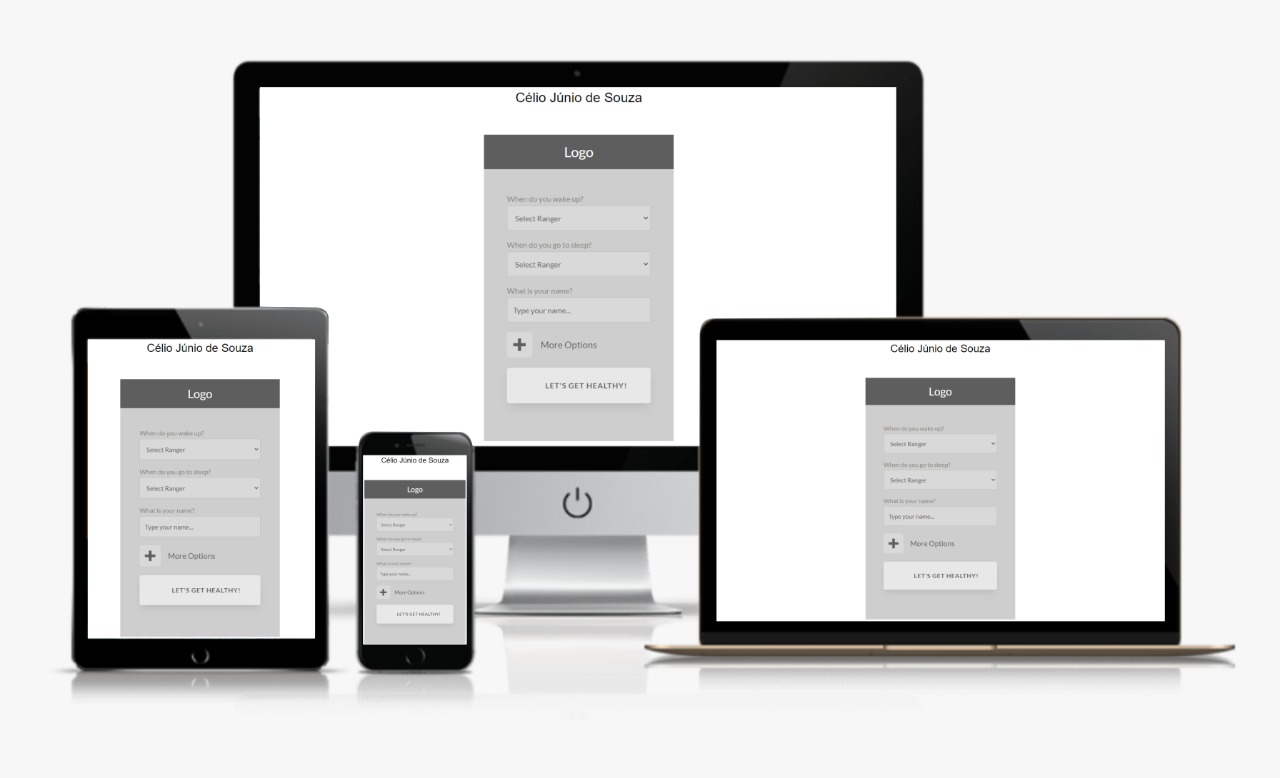 Célio Júnio de Souza
Logo
When do you wake up?
Select Ranger
When do you go to sleep?
Select Ranger
What is your name?
Type your name...
More Options
LET'S GET HEALTHY!
Célio Júnio de Souza
Logo
When do you wake up?
Select Ranger
When do you go to sleep?
Select Ranger
What is your name?
Type your name...
More Options
LET'S GET HEALTHY!
Célio Júnio de Souza
Logo
When do you wake up?
Select Ranger
When do you go to sleep?
Select Ranger
What is your name?
Type your name...
More Options
LET'S GET HEALTHY!
Célio Júnio de Souza
Logo
When do you wake up?
Select Ranger
When do you go to sleep?
Select Ranger
What is your name?
Type your name...
More Options
LET'S GET HEALTHY!